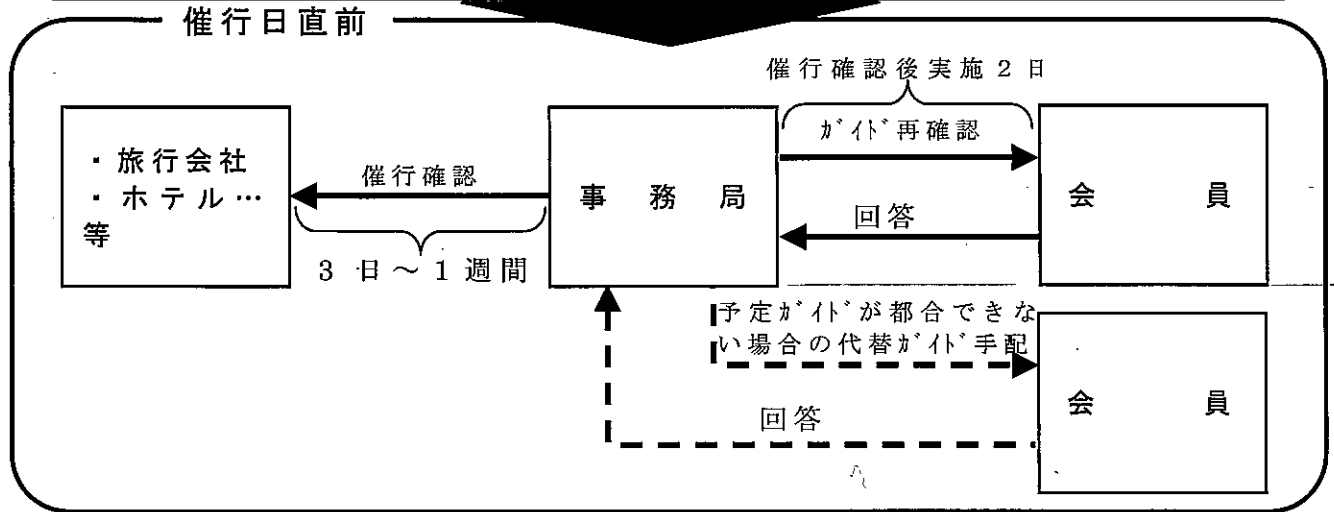 催行日直前
催行確認後実施2日
・旅行会社
・ホテル…
等
催行確認
3日～1週間
事務局
ｶﾞｲﾄﾞ再確認
回答
会員
予定ｶﾞｲﾄﾞが都合できな
い場合の代替ｶﾞｲﾄﾞ手配
回答
会員